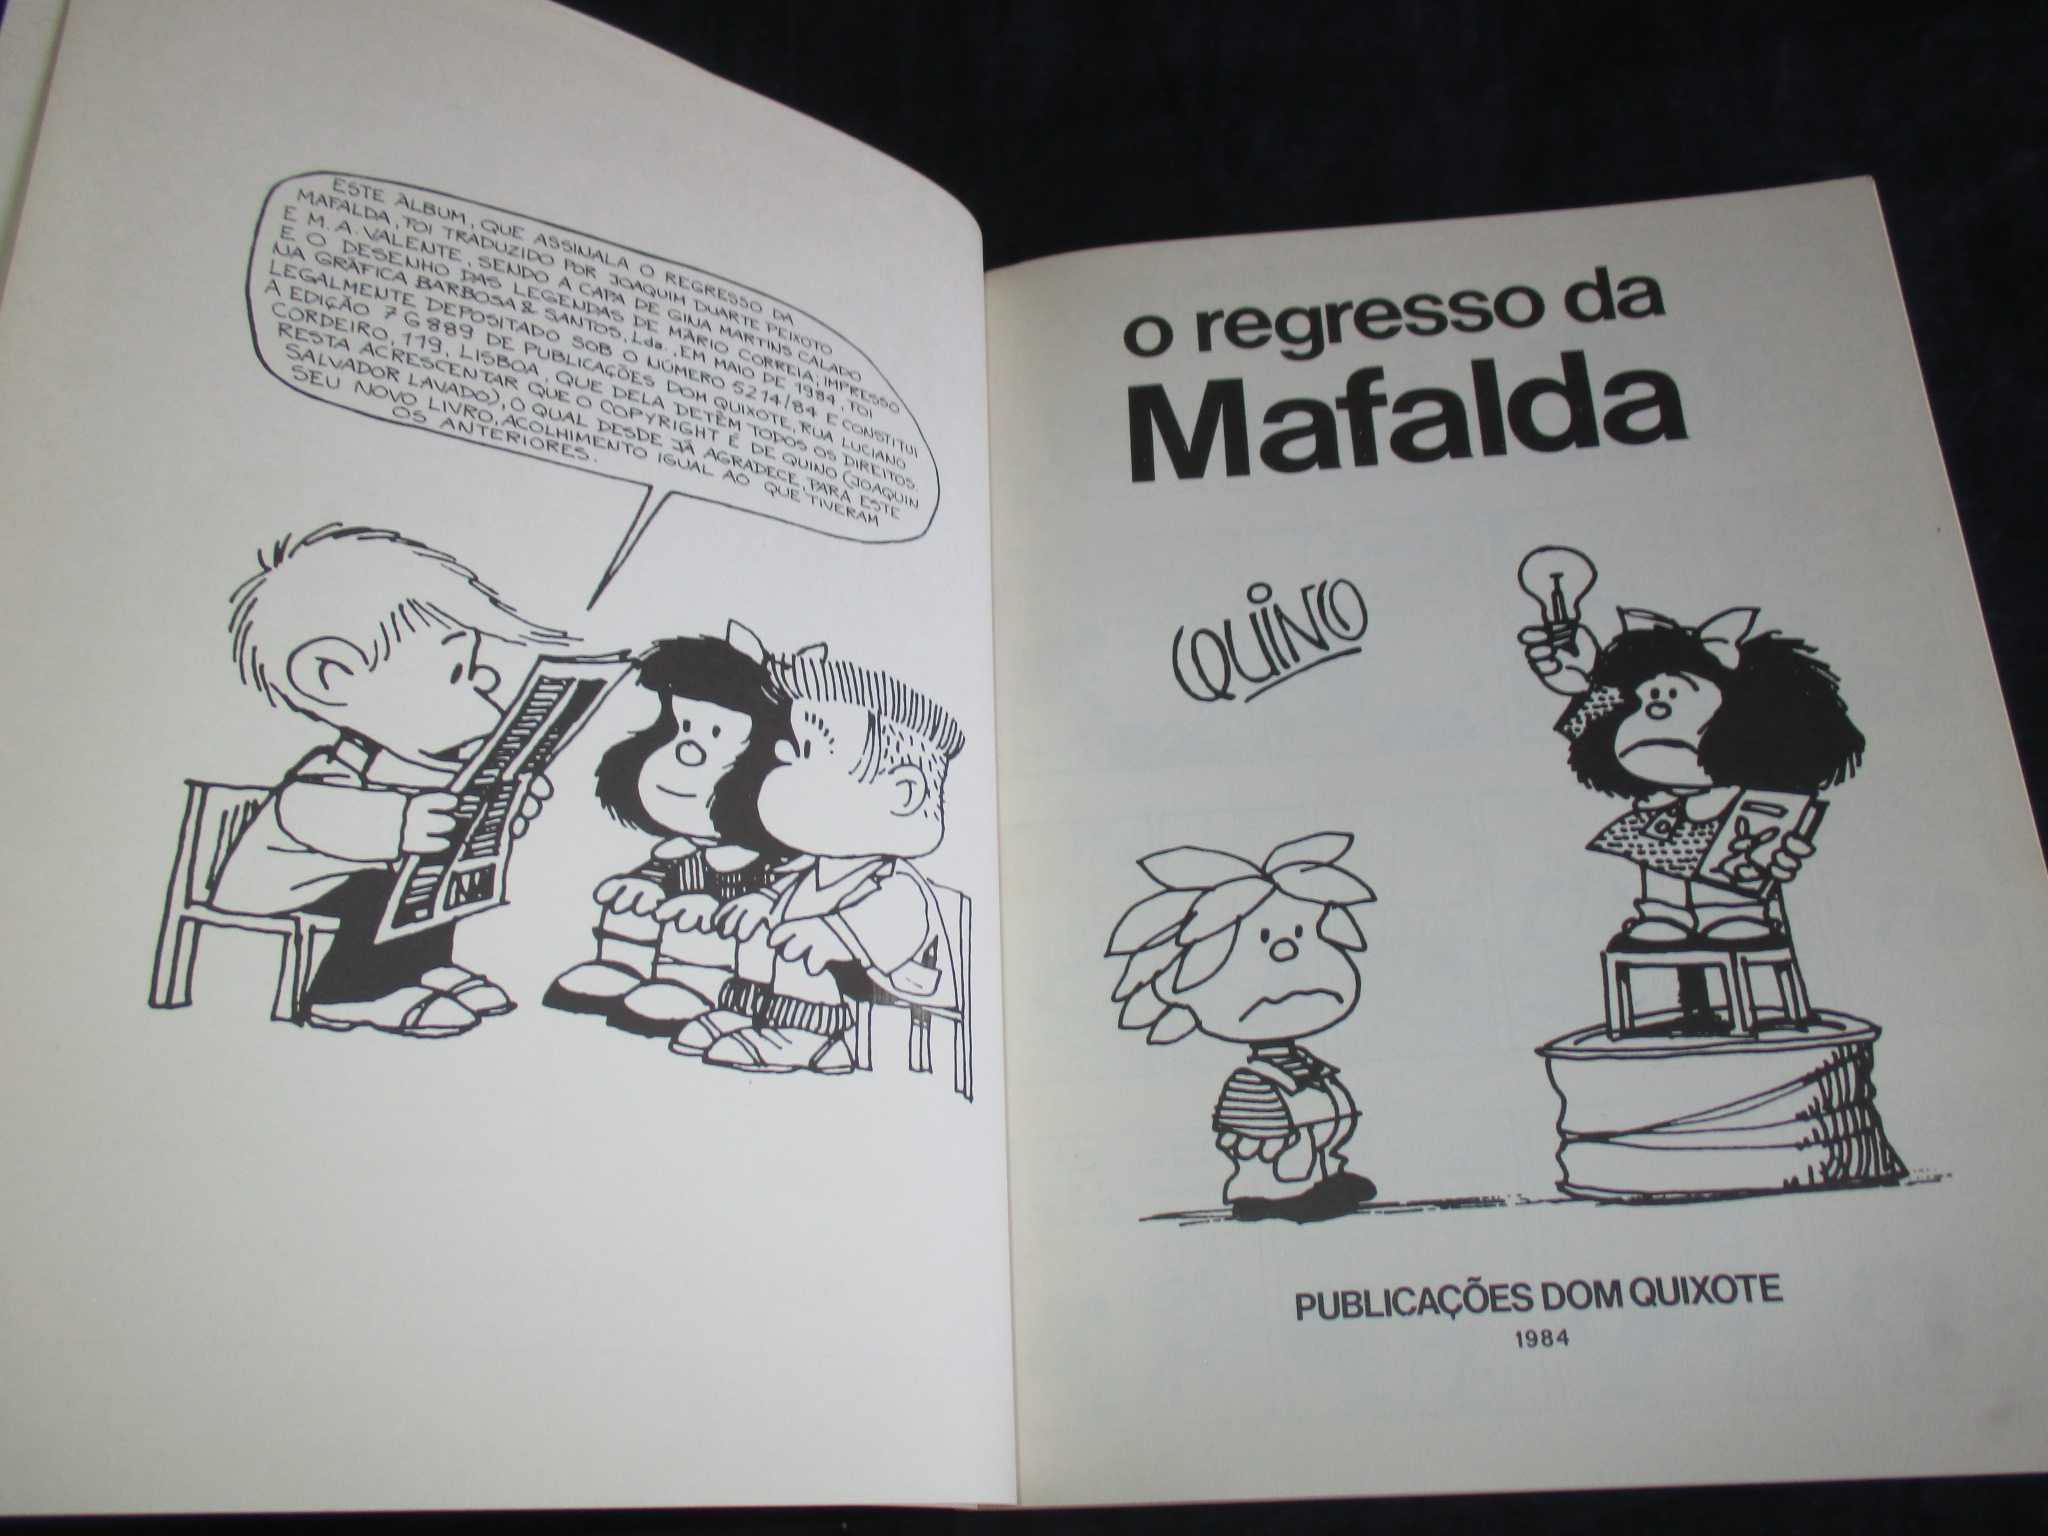 ESTE ÀLBUM, QUE ASSINALA O REGRESSO DA
MAFALDA, FOI TRADUZIDO POR JOAQUIM DUARTE PEIXOTO
E M. A. VALENTE, SENDO A CAPA DE GINA MARTINS CALADO
E O DESENHO DAS LEGENDAS DE MÁRIO CORREIA; IMPRESSO
NA GRÁFICA BARBOSA & SANTOS, Lda., EM MAIO DE 1984, FOI
LEGALMENTE DEPOSITADO SOB O NÚMERO 5214/84 E CONSTITUI
A EDIÇÃO 7G889 DE PUBLICAÇÕES DOM QUIXOTE, RUA LUCIANO
CORDEIRO, 119, LISBOA, QUE DELA DETÊM TODOS OS DIREITOS.
RESTA ACRESCENTAR QUE O COPYRIGHT É DE QUINO (JOAQUIN
SALVADOR LAVADO), O QUAL DESDE JÁ AGRADECE, PARA ESTE
SEU NOVO LIVRO, ACOLHIMENTO IGUAL AO QUE TIVERAM
OS ANTERIORES.
o regresso da
Mafalda
QUINO
PUBLICAÇÕES DOM QUIXOTE
1984